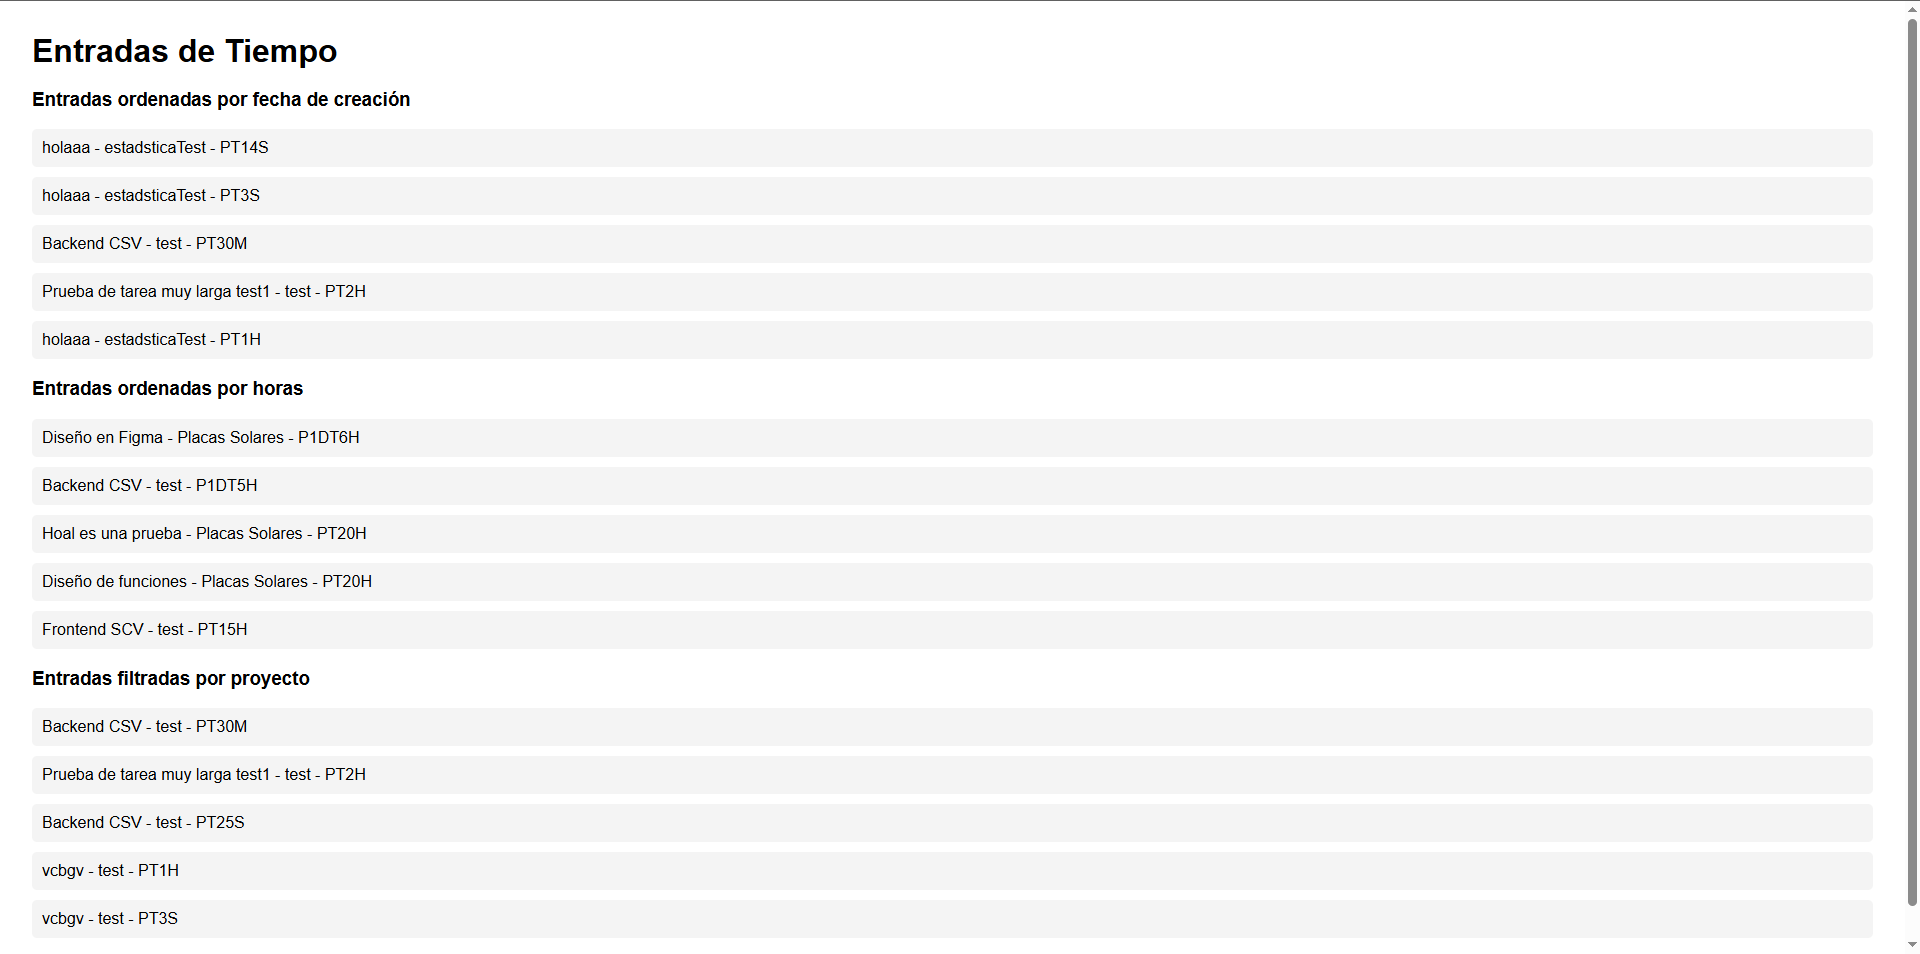 Entradas de Tiempo
Entradas ordenadas por fecha de creación
holaaa - estadsticaTest - PT14S
holaaa - estadsticaTest - PT3S
Backend CSV - test - PT30M
Prueba de tarea muy larga test1 - test - PT2H
holaaa - estadsticaTest - PT1H
Entradas ordenadas por horas
Diseño en Figma - Placas Solares - P1DT6H
Backend CSV - test - P1DT5H
Hoal es una prueba - Placas Solares - PT20H
Diseño de funciones - Placas Solares - PT20H
Frontend SCV - test - PT15H
Entradas filtradas por proyecto
Backend CSV - test - PT30M
Prueba de tarea muy larga test1 - test - PT2H
Backend CSV - test - PT25S
vcbgv - test - PT1H
vcbgv - test - PT3S